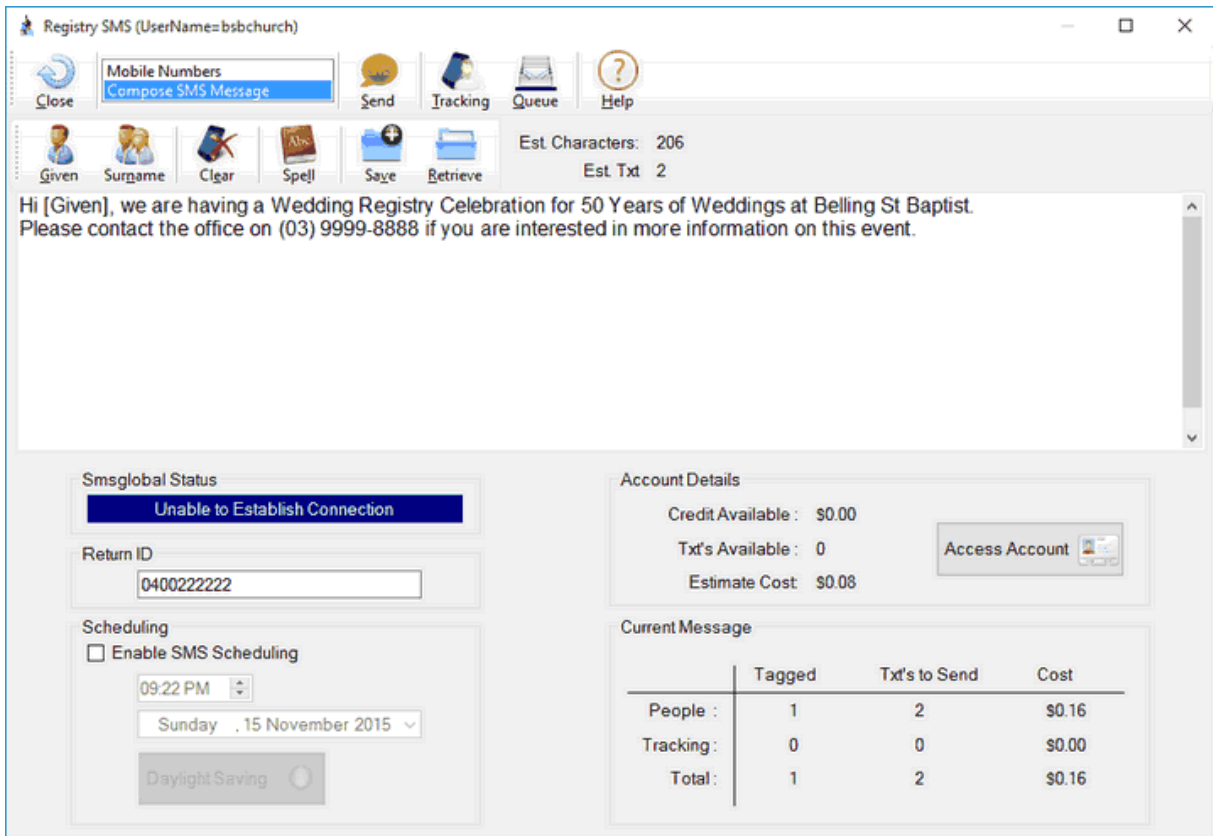 Registry SMS (UserName=bsbchurch)
Mobile Numbers
Compose SMS Message
Close
Send
Tracking
Queue
Help
Given
Surname
Clear
Abc
Spell
Save
Retrieve
Est. Characters: 206
Est. Txt 2
Hi [Given], we are having a Wedding Registry Celebration for 50 Years of Weddings at Belling St Baptist.
Please contact the office on (03) 9999-8888 if you are interested in more information on this event.
Smsglobal Status
Unable to Establish Connection
Return ID
0400222222
Scheduling
Enable SMS Scheduling
09:22 PM
Sunday , 15 November 2015
Daylight Saving
Account Details
Credit Available : $0.00
Txt's Available : 0
Estimate Cost: $0.08
Access Account
Current Message
Tagged Txt's to Send Cost
People : 1 2 $0.16
Tracking : 0 0 $0.00
Total : 1 2 $0.16